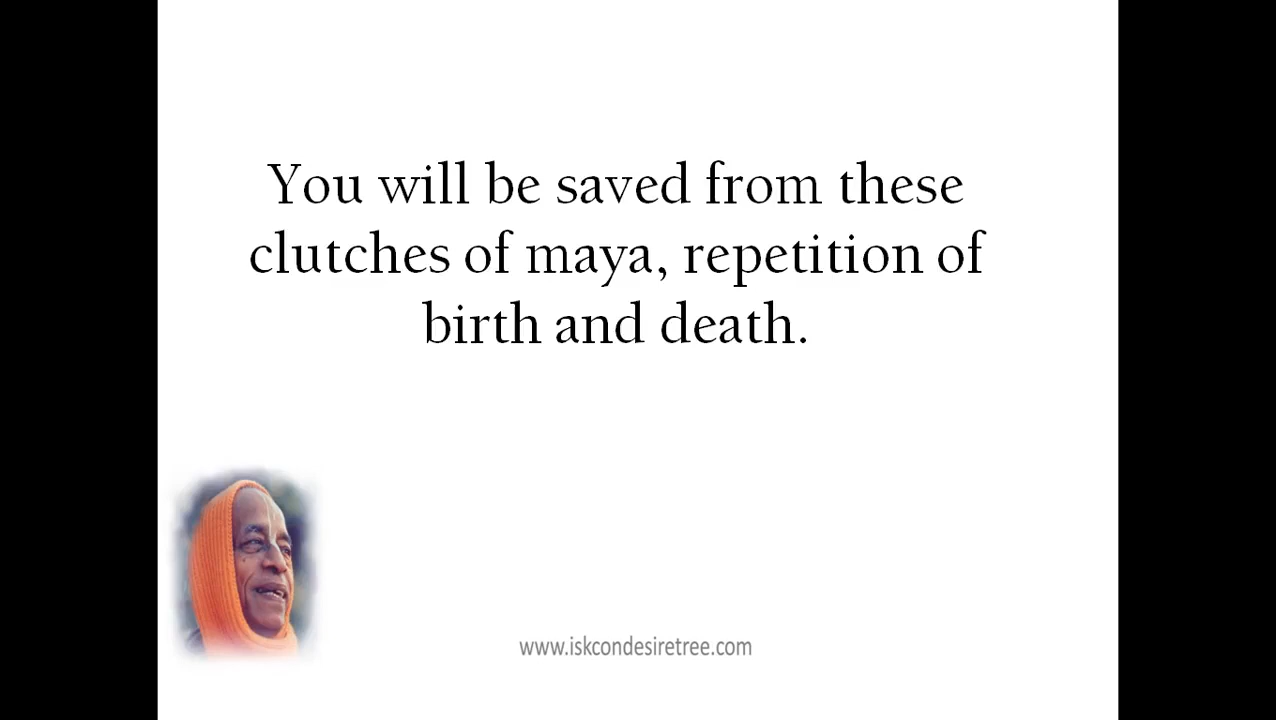 You will be saved from these
clutches of maya, repetition of
birth and death.
www.iskcondesiretree.com